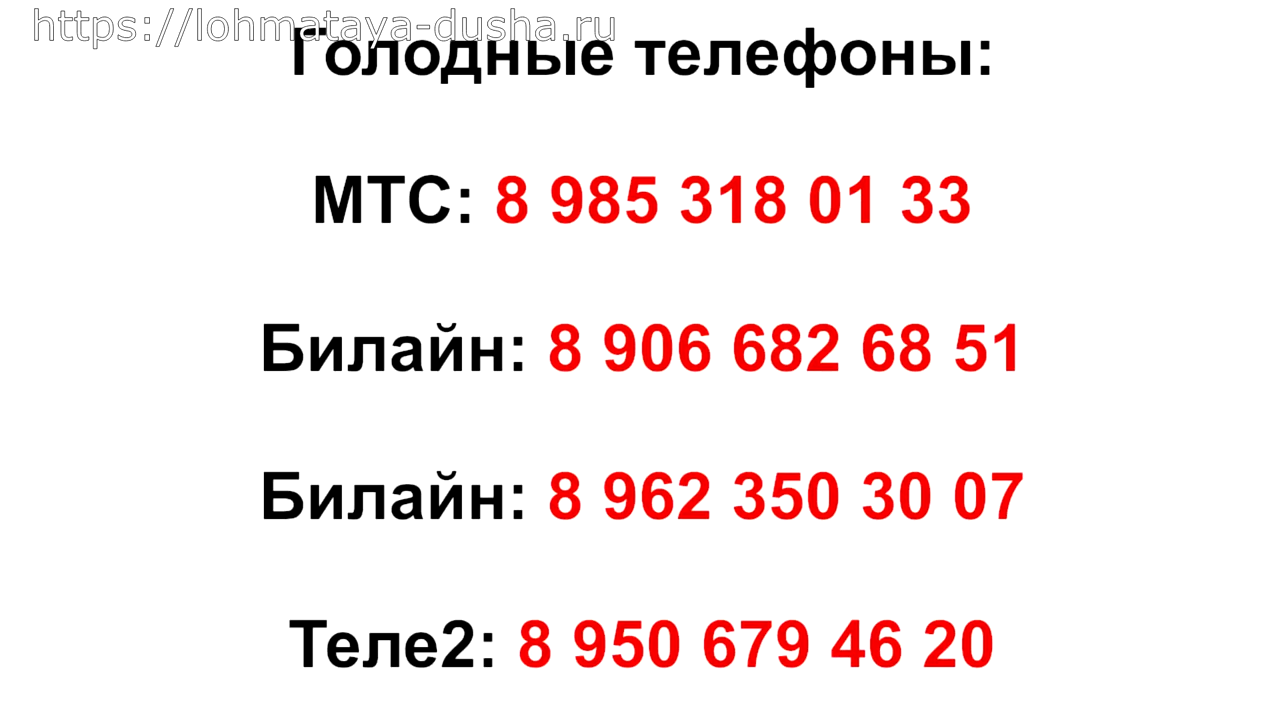 https://lohmataya-dusha.ru
Голодные телефоны:
МТС: 8 985 318 01 33
Билайн: 8 906 682 68 51
Билайн: 8 962 350 30 07
Теле2: 8 950 679 46 20